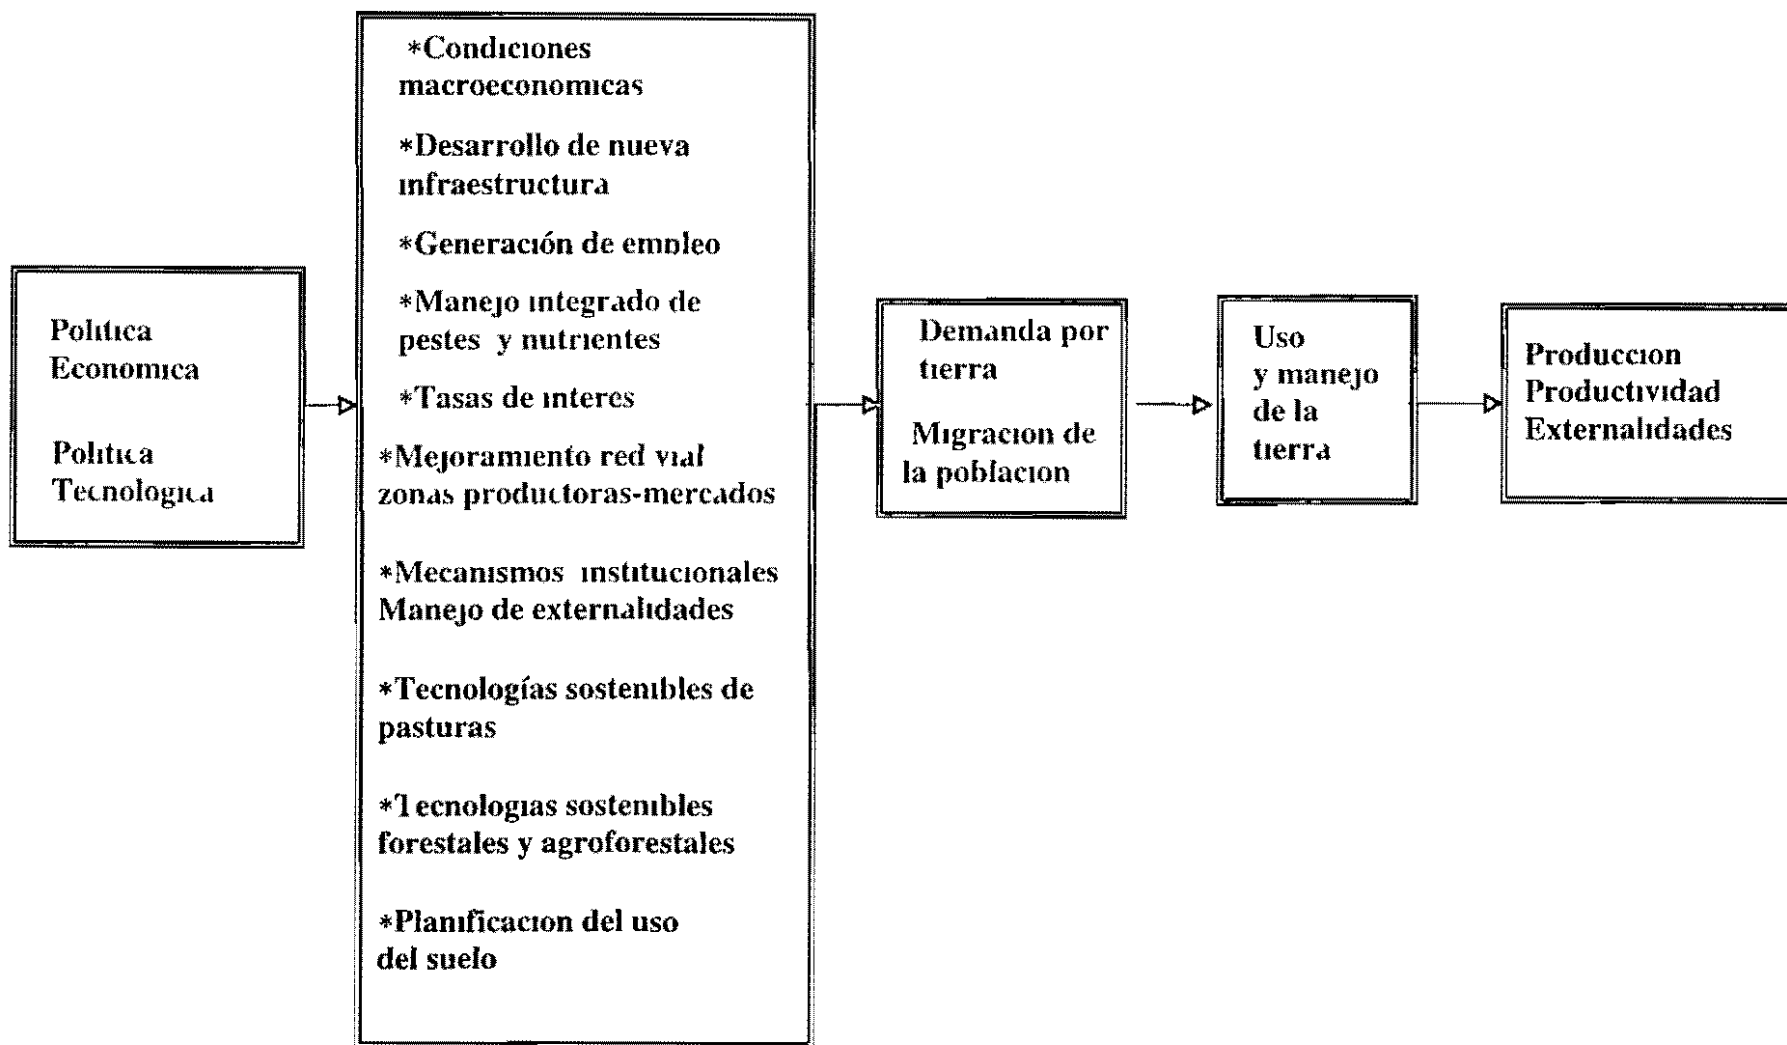 Politica
Economica
Politica
Tecnologica
*Condiciones
macroeconomicas
*Desarrollo de nueva
infraestructura
*Generación de empleo
*Manejo integrado de
pestes y nutrientes
*Tasas de interes
*Mejoramiento red vial
zonas productoras-mercados
*Mecanismos institucionales
Manejo de externalidades
*Tecnologías sostenibles de
pasturas
*Tecnologias sostenibles
forestales y agroforestales
*Planificacion del uso
del suelo
Demanda por
tierra
Migracion de
la poblacion
Uso
y manejo
de la
tierra
Produccion
Productividad
Externalidades